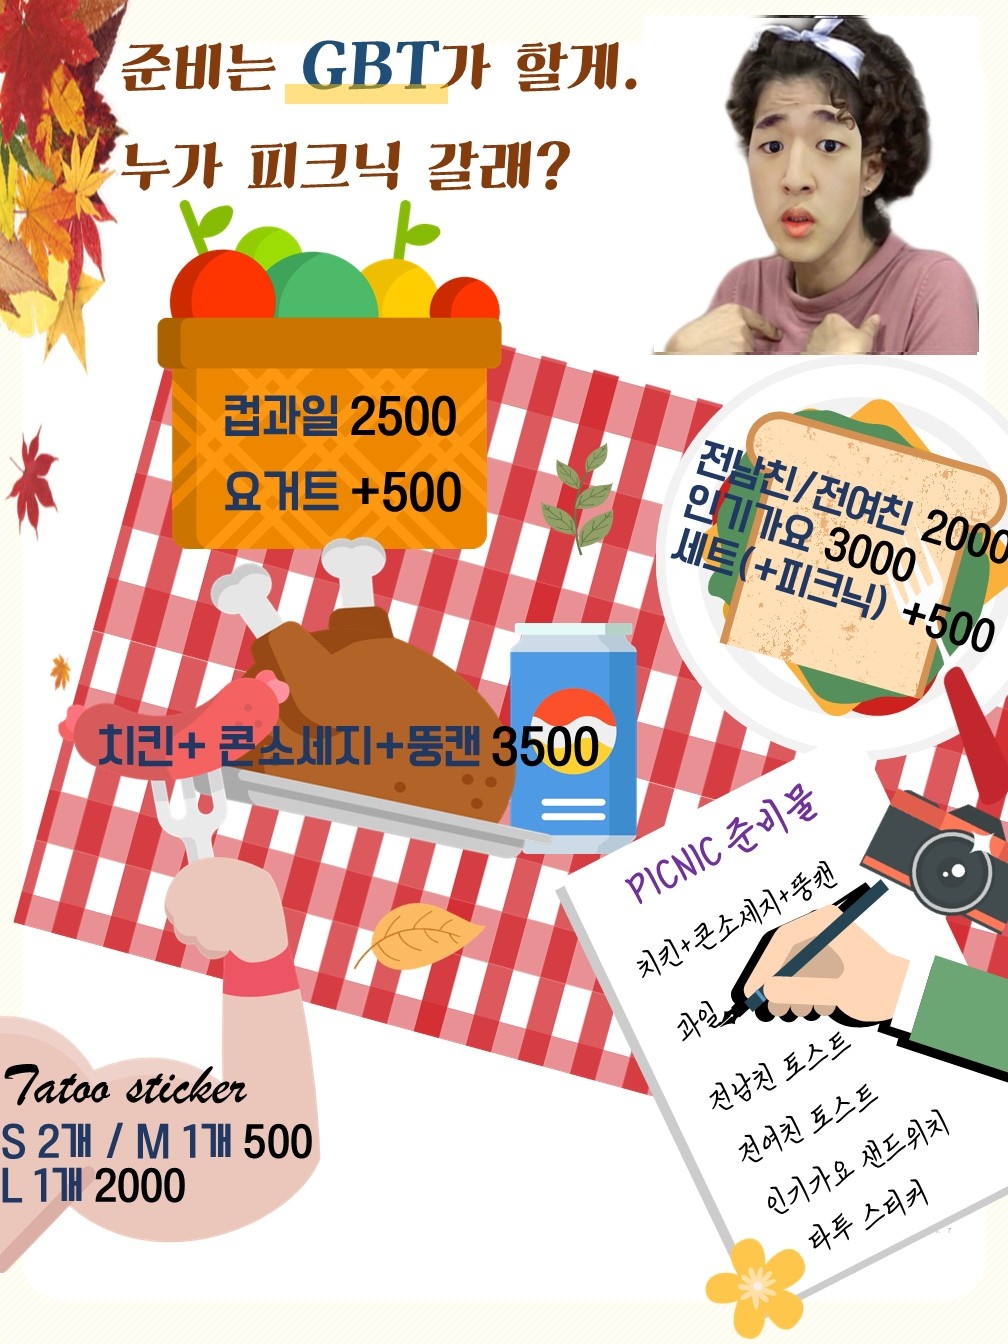 준비는 GBT가 할게.
누가 피크닉 갈래?
컵과일 2500
요거트 +500
전남친/전여친 2000
인기가요 3000
세트(+피크닉) +500
치킨+ 콘소세지+뚱캔 3500
PICNIC 준비물
치킨+콘소세지+뚱캔
과일
전남친 토스트
전여친 토스트
인기가요 샌드위치
타투 스티커
Tatoo sticker
S 2개 / M 1개 500
L 1개 2000